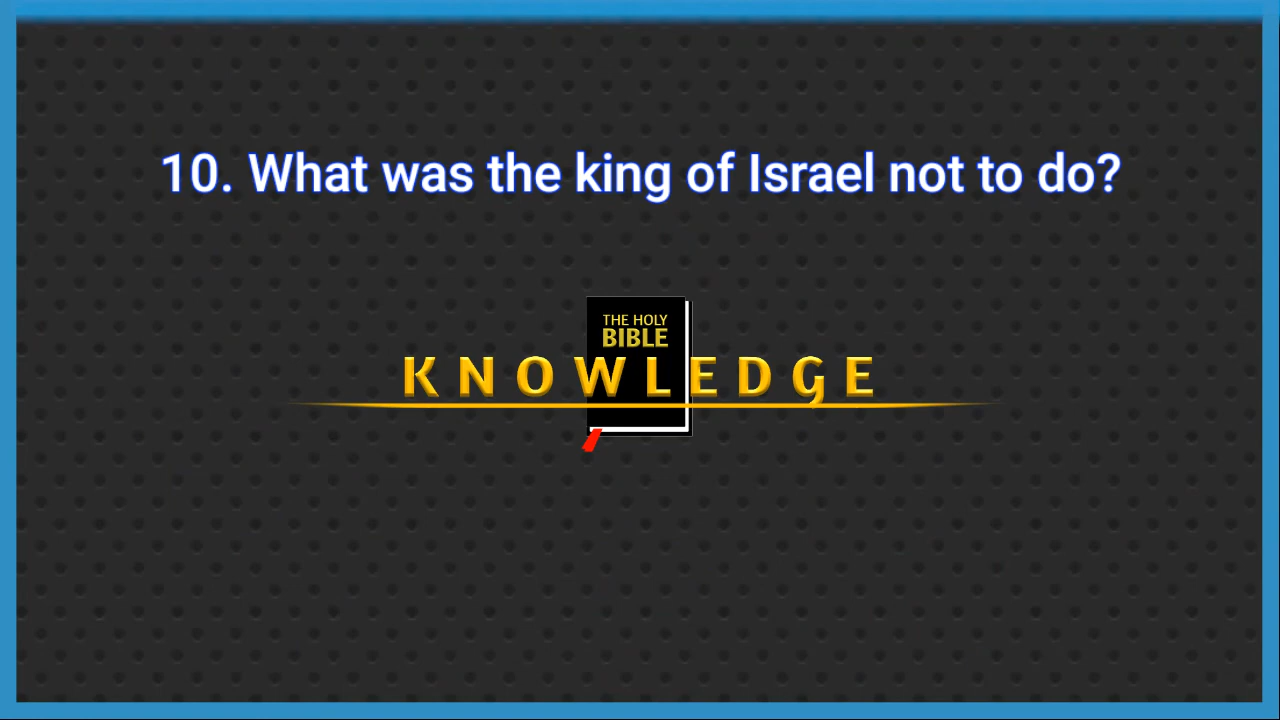 10. What was the king of Israel not to do?
THE HOLY
BIBLE
KNOWLEDGE